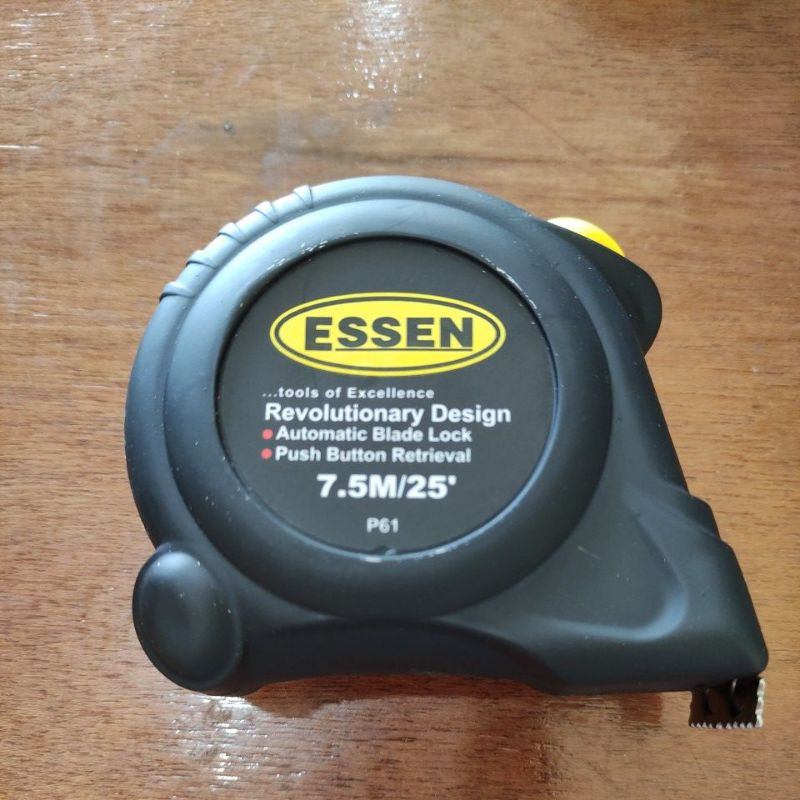 ESSEN
...tools of Excellence
Revolutionary Design
• Automatic Blade Lock
• Push Button Retrieval
7.5M/25'
P61